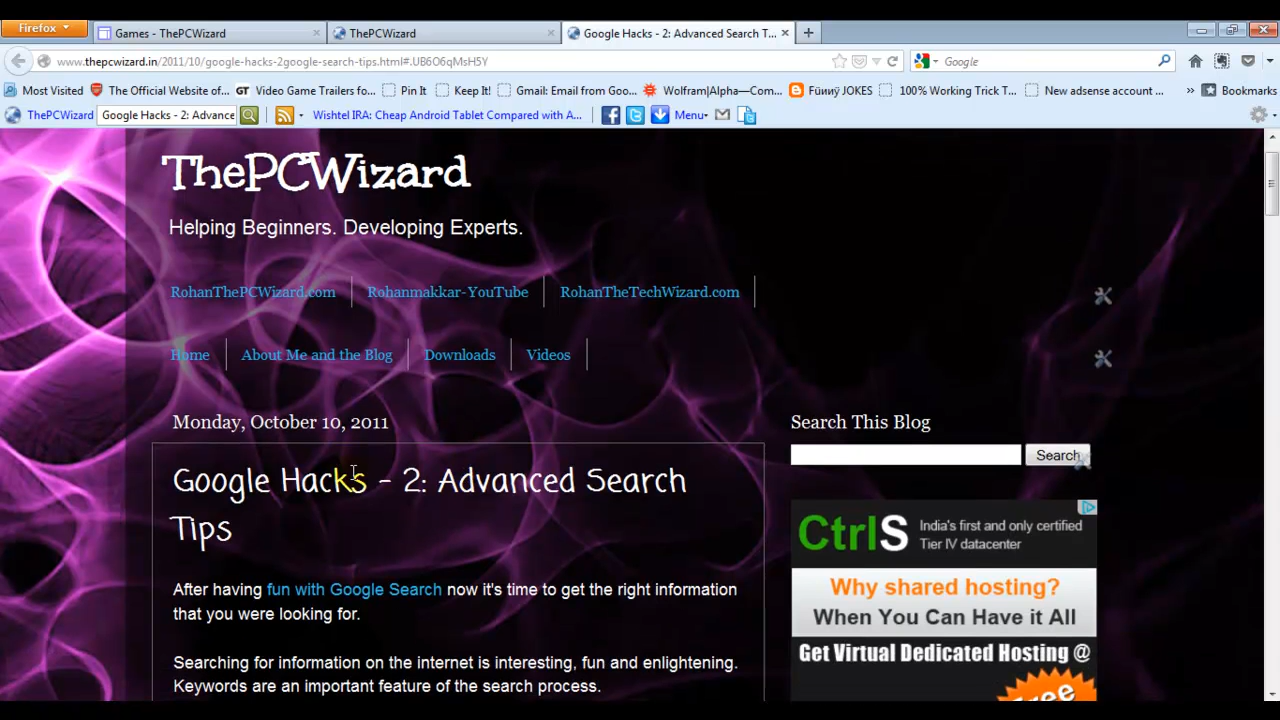 Firefox
Games - ThePCWizard
ThePCWizard
Google Hacks - 2: Advanced Search T...
www.thepcwizard.in/2011/10/google-hacks-2google-search-tips.html#.UB6O6qMsH5Y
Google
Most Visited
The Official Website of...
Video Game Trailers fo...
Pin It
Keep It!
Gmail: Email from Goo...
Wolfram|Alpha—Com...
Füииÿ JOKES
100% Working Trick T...
New adsense account ...
Bookmarks
ThePCWizard
Google Hacks - 2: Advance
Wishtel IRA: Cheap Android Tablet Compared with A...
Menu
ThePCWizard
Helping Beginners. Developing Experts.
RohanThePCWizard.com
Rohanmakkar-YouTube
RohanTheTechWizard.com
Home
About Me and the Blog
Downloads
Videos
Monday, October 10, 2011
Google Hacks - 2: Advanced Search
Tips
After having fun with Google Search now it's time to get the right information
that you were looking for.
Searching for information on the internet is interesting, fun and enlightening.
Keywords are an important feature of the search process.
Search This Blog
Search
CtrlS
India's first and only certified
Tier IV datacenter
Why shared hosting?
When You Can Have it All
Get Virtual Dedicated Hosting @
Free